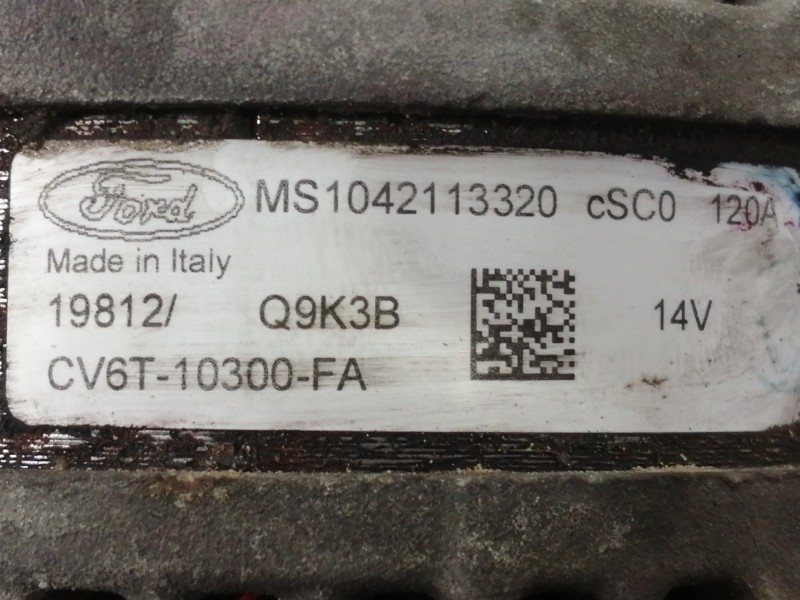 Ford MS1042113320 cSC0 120A
Made in Italy
19812/ Q9K3B 14V
CV6T-10300-FA